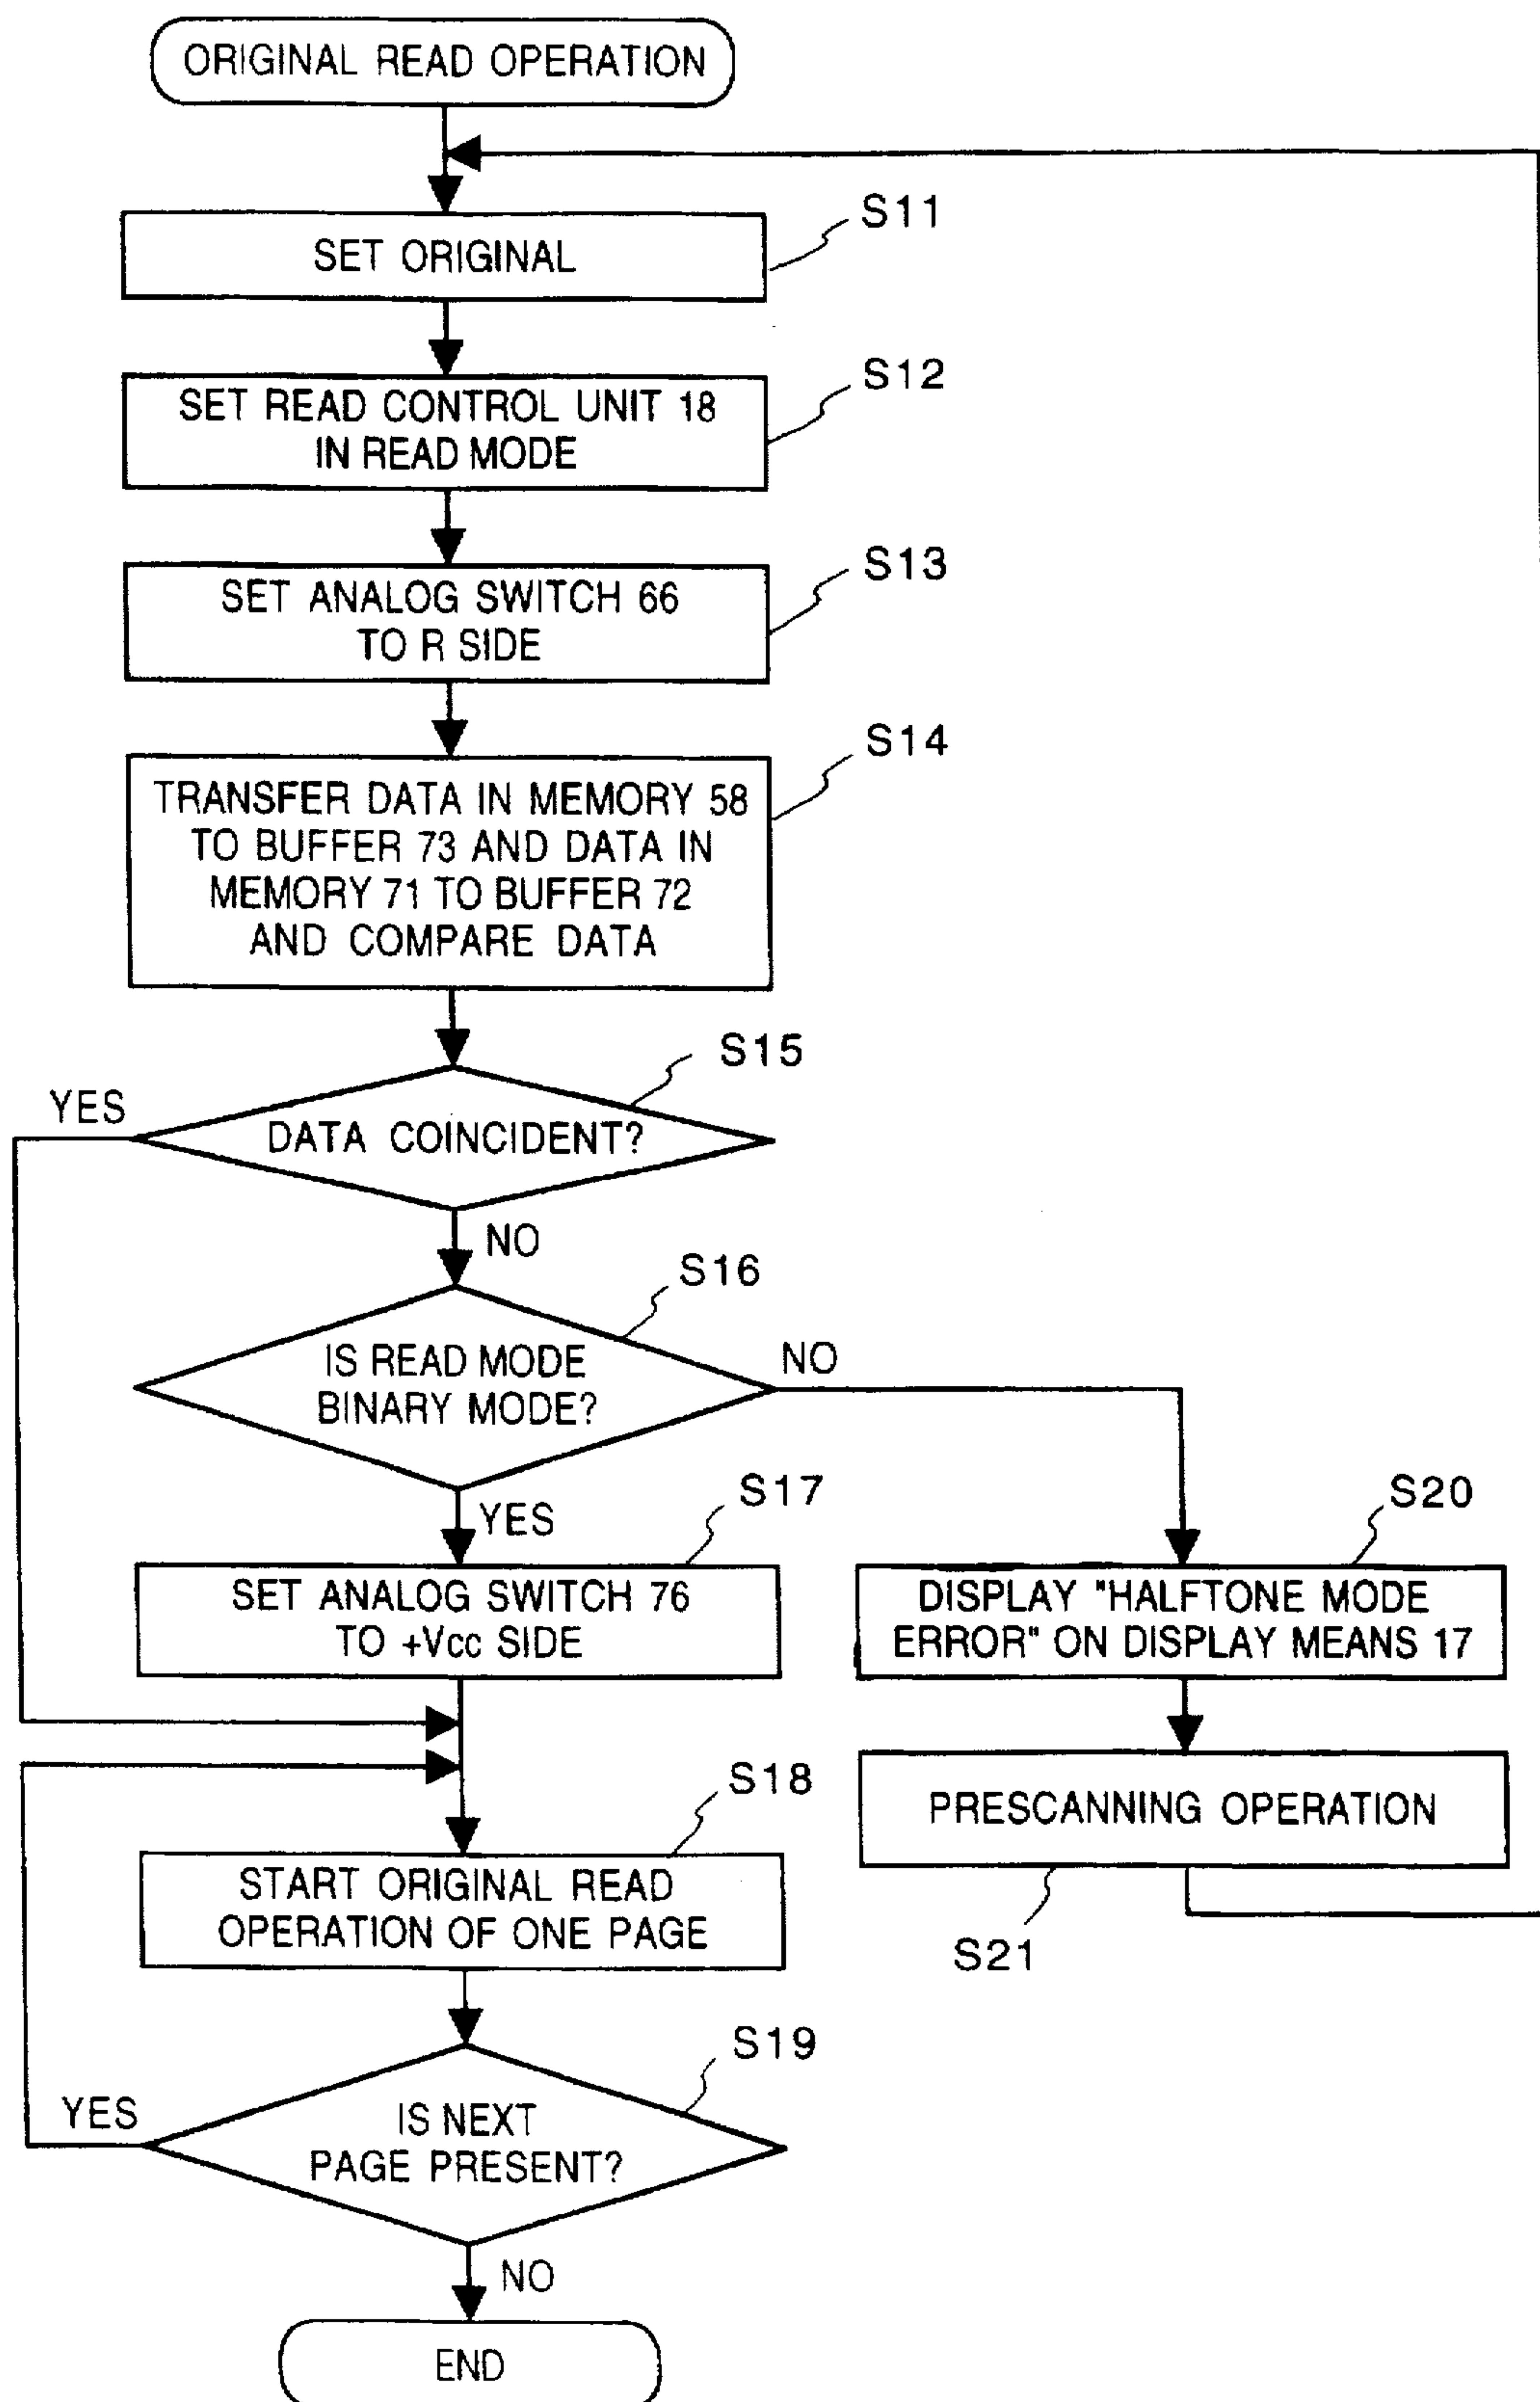 ORIGINAL READ OPERATION
S11
SET ORIGINAL
S12
SET READ CONTROL UNIT 18
IN READ MODE
S13
SET ANALOG SWITCH 66
TO R SIDE
S14
TRANSFER DATA IN MEMORY 58
TO BUFFER 73 AND DATA IN
MEMORY 71 TO BUFFER 72
AND COMPARE DATA
S15
YES
DATA COINCIDENT?
NO
S16
IS READ MODE
BINARY MODE?
NO
YES
S17
SET ANALOG SWITCH 76
TO +Vcc SIDE
S20
DISPLAY "HALFTONE MODE
ERROR" ON DISPLAY MEANS 17
PRESCANNING OPERATION
S21
S18
START ORIGINAL READ
OPERATION OF ONE PAGE
S19
YES
IS NEXT
PAGE PRESENT?
NO
END